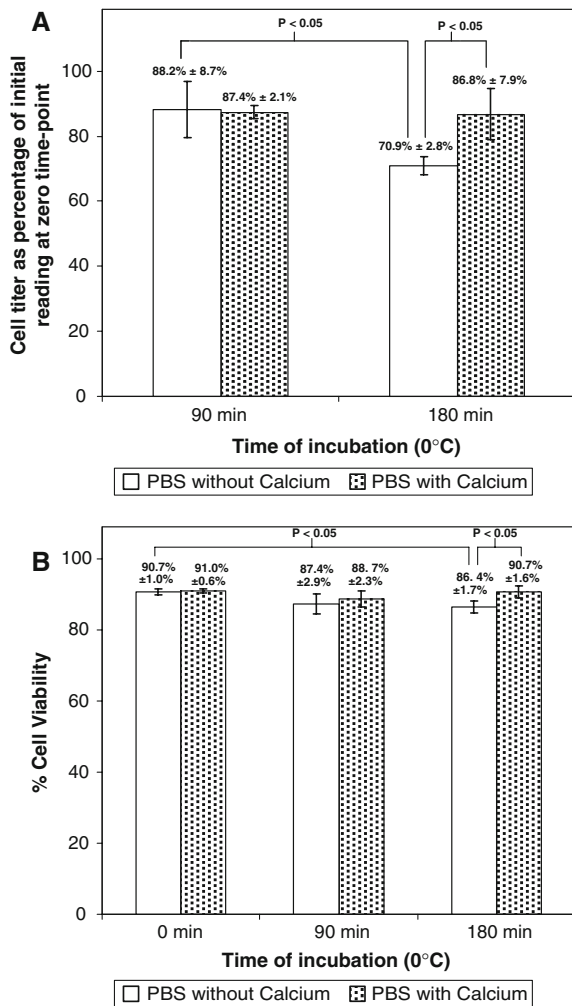 A
P < 0.05
P < 0.05
88.2% ± 8.7%
87.4% ± 2.1%
70.9% ± 2.8%
86.8% ± 7.9%
Cell titer as percentage of initial
reading at zero time-point
100
80
60
40
20
0
90 min
180 min
Time of incubation (0°C)
PBS without Calcium
PBS with Calcium
B
P < 0.05
P < 0.05
90.7%
±1.0%
91.0%
±0.6%
87.4%
±2.9%
88. 7%
±2.3%
86. 4%
±1.7%
90.7%
±1.6%
% Cell Viability
100
80
60
40
20
0
0 min
90 min
180 min
Time of incubation (0°C)
PBS without Calcium
PBS with Calcium